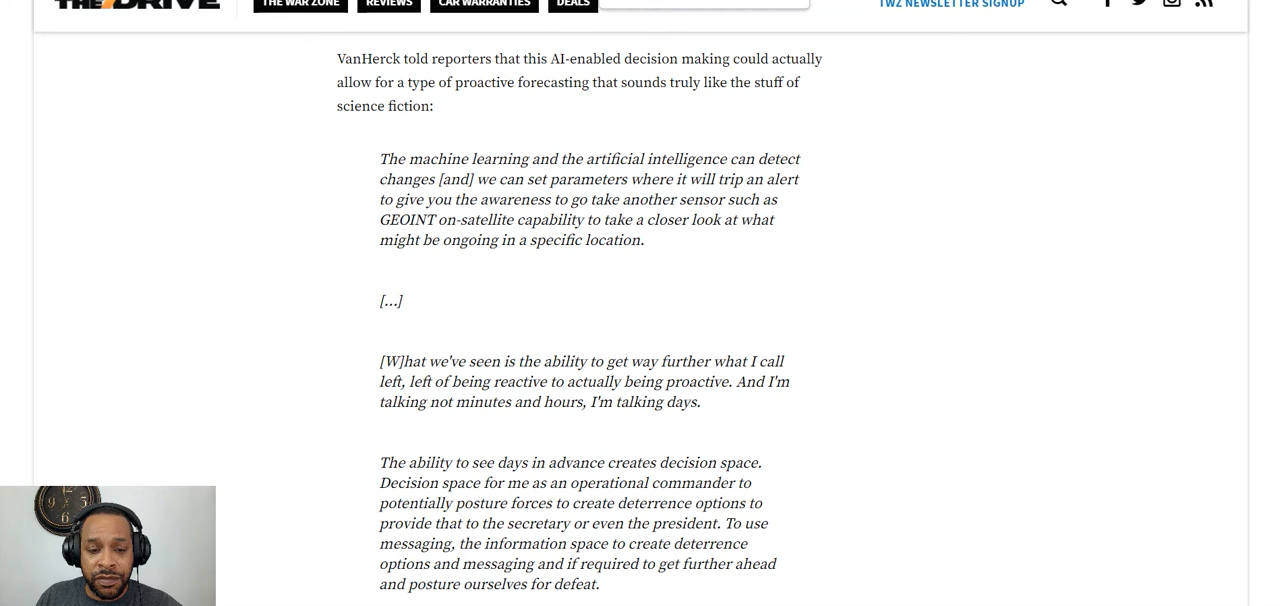 THE DRIVE
THE WAR ZONE
REVIEWS
CAR WARRANTIES
DEALS
TWZ NEWSLETTER SIGNUP
VanHerck told reporters that this AI-enabled decision making could actually
allow for a type of proactive forecasting that sounds truly like the stuff of
science fiction:
The machine learning and the artificial intelligence can detect
changes [and] we can set parameters where it will trip an alert
to give you the awareness to go take another sensor such as
GEOINT on-satellite capability to take a closer look at what
might be ongoing in a specific location.
[...]
[W]hat we've seen is the ability to get way further what I call
left, left of being reactive to actually being proactive. And I'm
talking not minutes and hours, I'm talking days.
The ability to see days in advance creates decision space.
Decision space for me as an operational commander to
potentially posture forces to create deterrence options to
provide that to the secretary or even the president. To use
messaging, the information space to create deterrence
options and messaging and if required to get further ahead
and posture ourselves for defeat.
9
3
6